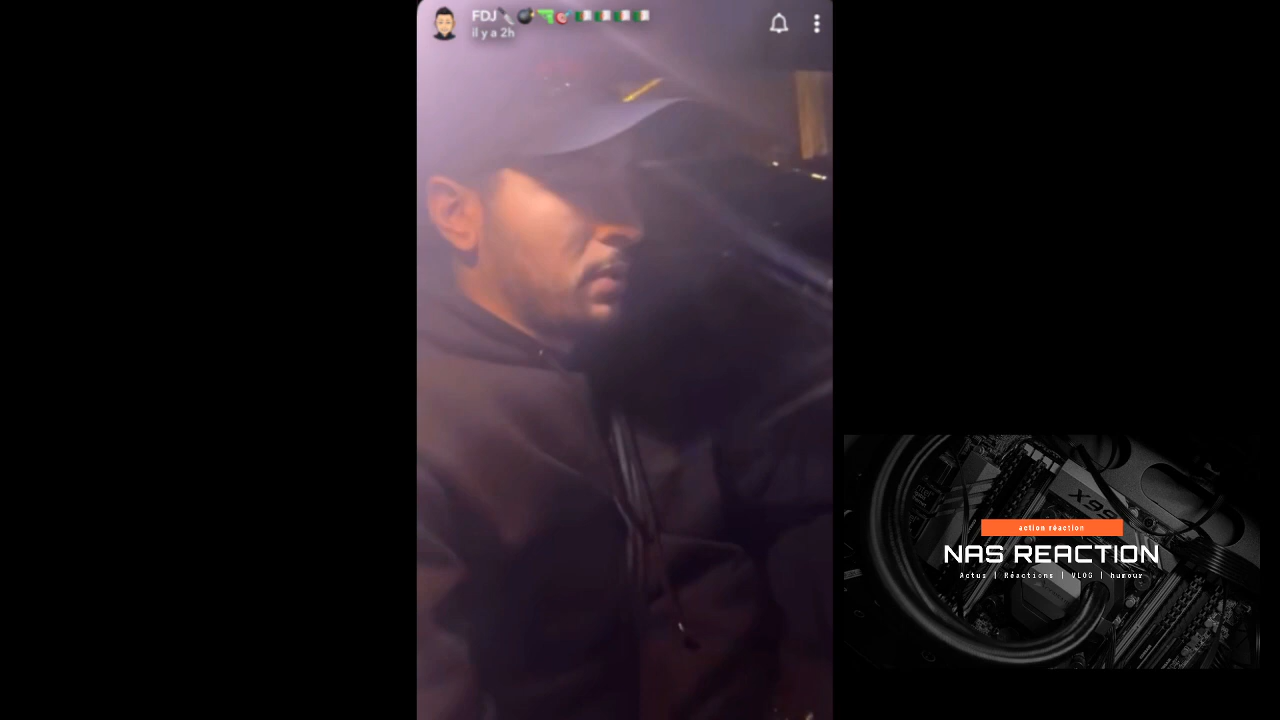 FDJ
il y a 2h
X99
action réaction
NAS REACTION
Actus | Réactions | VLOG | humour